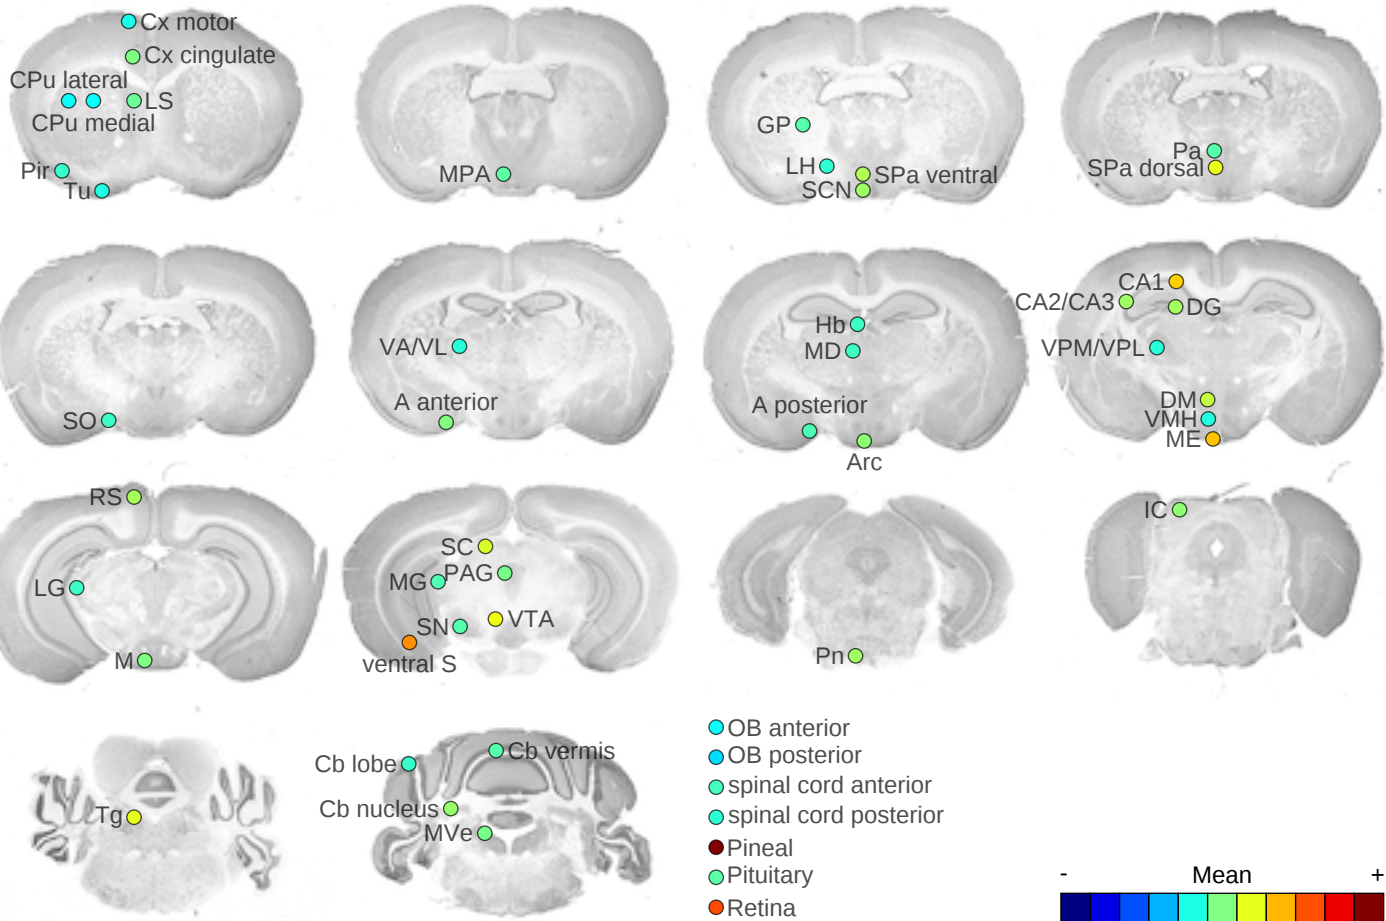 Cx motor
Cx cingulate
CPu lateral
LS
CPu medial
Pir
Tu
MPA
GP
LH
SPa ventral
SCN
Pa
SPa dorsal
SO
VA/VL
A anterior
Hb
MD
A posterior
Arc
CA1
CA2/CA3
DG
VPM/VPL
DM
VMH
ME
RS
LG
M
SC
PAG
MG
VTA
SN
ventral S
Pn
IC
Tg
Cb vermis
Cb lobe
Cb nucleus
MVe
OB anterior
OB posterior
spinal cord anterior
spinal cord posterior
Pineal
Pituitary
Retina
- Mean +